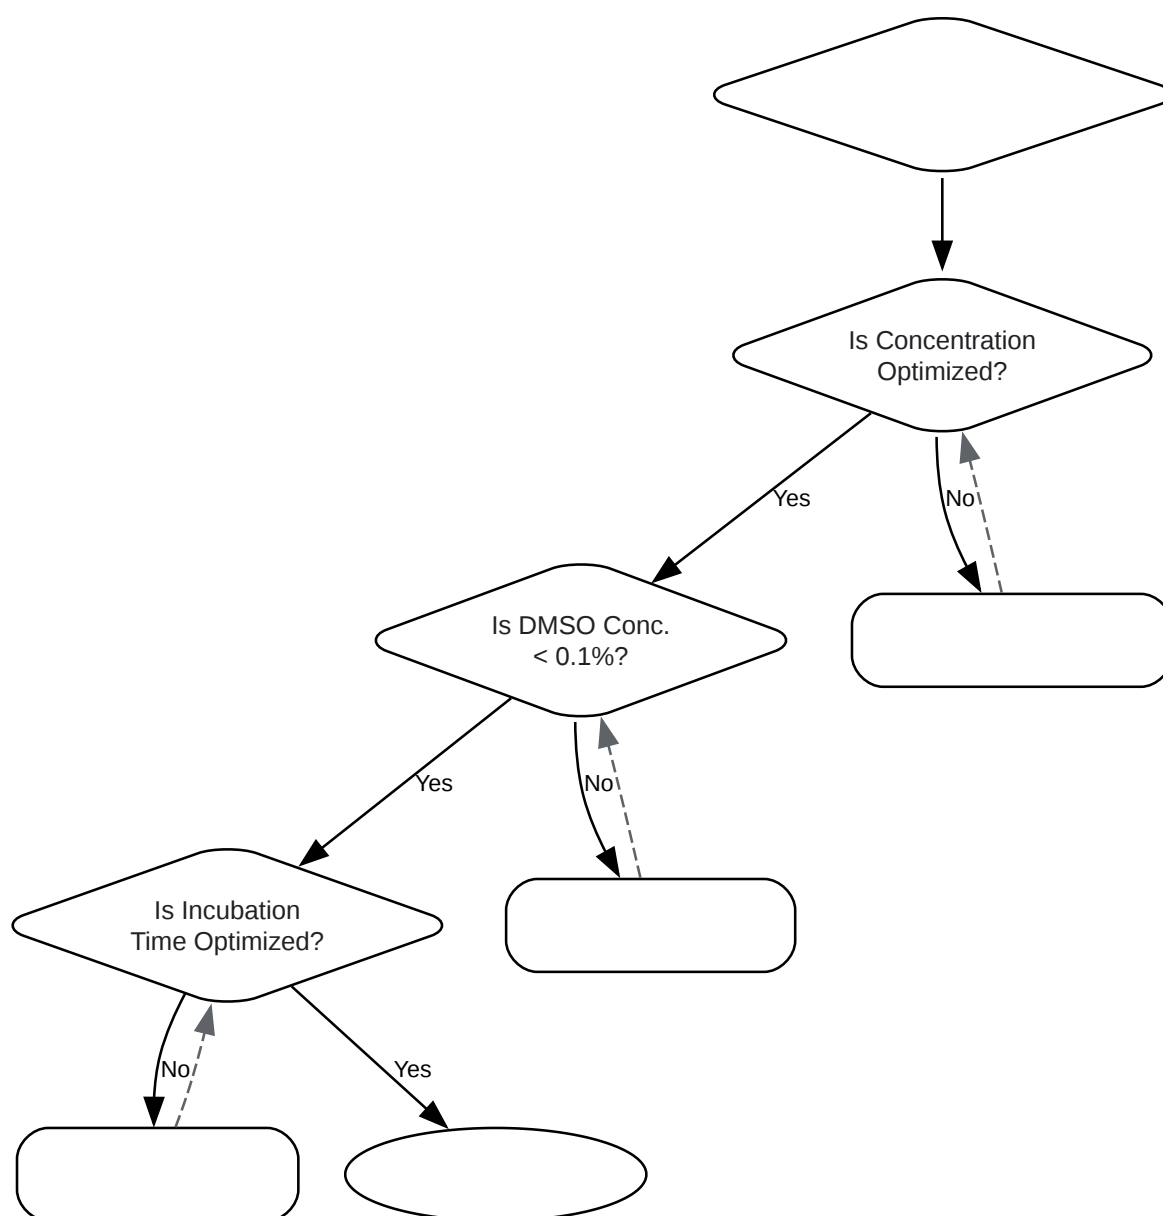 Is Concentration
Optimized?
Yes
No
Is DMSO Conc.
< 0.1%?
Yes
No
Is Incubation
Time Optimized?
No
Yes